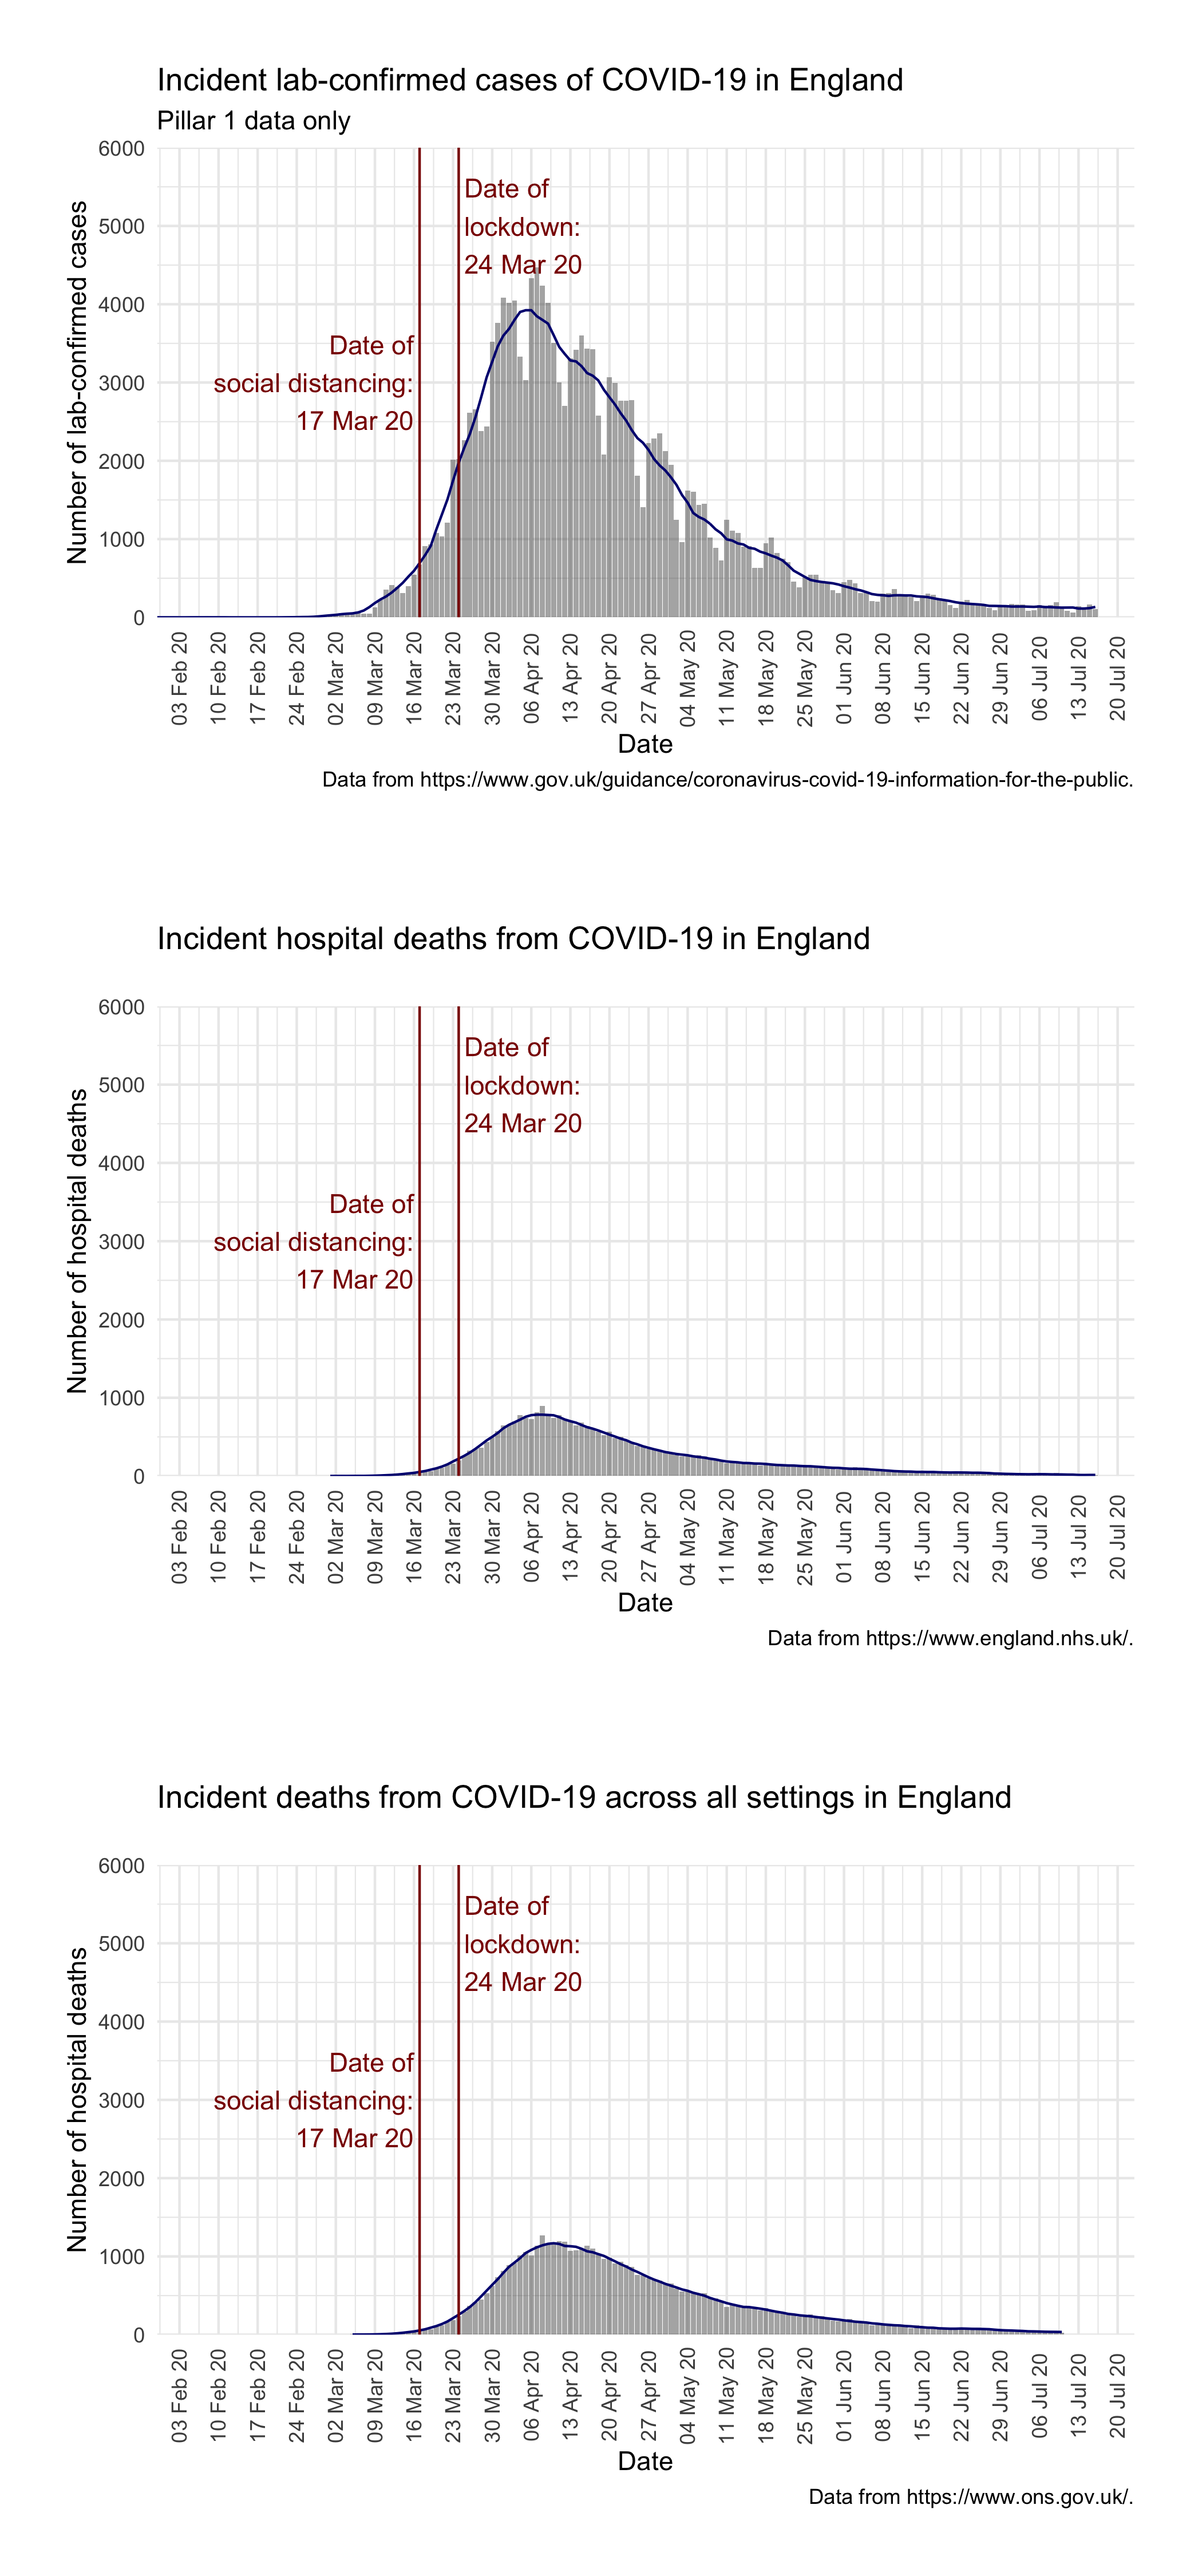 Incident lab-confirmed cases of COVID-19 in England
Pillar 1 data only
Number of lab-confirmed cases
6000
5000
4000
3000
2000
1000
0
Date of
lockdown:
24 Mar 20
Date of
social distancing:
17 Mar 20
03 Feb 20
10 Feb 20
17 Feb 20
24 Feb 20
02 Mar 20
09 Mar 20
16 Mar 20
23 Mar 20
30 Mar 20
06 Apr 20
13 Apr 20
20 Apr 20
27 Apr 20
04 May 20
11 May 20
18 May 20
25 May 20
01 Jun 20
08 Jun 20
15 Jun 20
22 Jun 20
29 Jun 20
06 Jul 20
13 Jul 20
20 Jul 20
Date
Data from https://www.gov.uk/guidance/coronavirus-covid-19-information-for-the-public.
Incident hospital deaths from COVID-19 in England
Number of hospital deaths
6000
5000
4000
3000
2000
1000
0
Date of
lockdown:
24 Mar 20
Date of
social distancing:
17 Mar 20
03 Feb 20
10 Feb 20
17 Feb 20
24 Feb 20
02 Mar 20
09 Mar 20
16 Mar 20
23 Mar 20
30 Mar 20
06 Apr 20
13 Apr 20
20 Apr 20
27 Apr 20
04 May 20
11 May 20
18 May 20
25 May 20
01 Jun 20
08 Jun 20
15 Jun 20
22 Jun 20
29 Jun 20
06 Jul 20
13 Jul 20
20 Jul 20
Date
Data from https://www.england.nhs.uk/.
Incident deaths from COVID-19 across all settings in England
Number of hospital deaths
6000
5000
4000
3000
2000
1000
0
Date of
lockdown:
24 Mar 20
Date of
social distancing:
17 Mar 20
03 Feb 20
10 Feb 20
17 Feb 20
24 Feb 20
02 Mar 20
09 Mar 20
16 Mar 20
23 Mar 20
30 Mar 20
06 Apr 20
13 Apr 20
20 Apr 20
27 Apr 20
04 May 20
11 May 20
18 May 20
25 May 20
01 Jun 20
08 Jun 20
15 Jun 20
22 Jun 20
29 Jun 20
06 Jul 20
13 Jul 20
20 Jul 20
Date
Data from https://www.ons.gov.uk/.